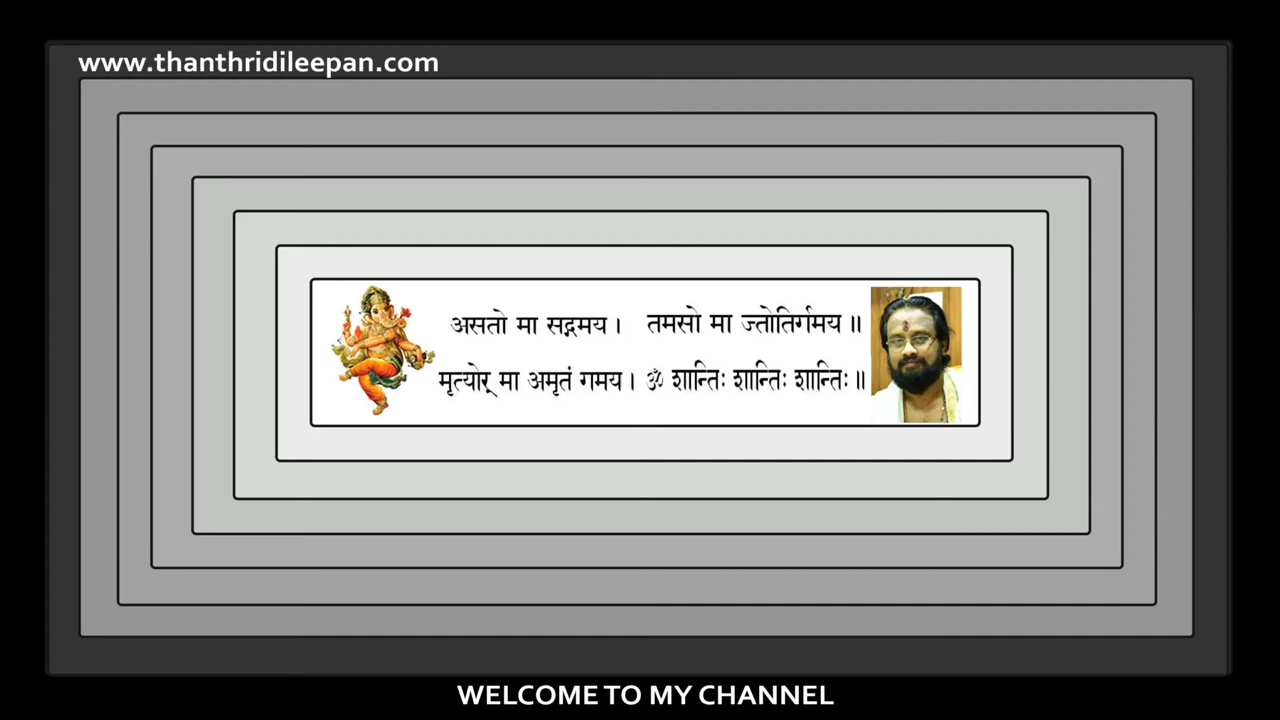 www.thanthridileepan.com
असतो मा सद्गमय । तमसो मा ज्तोतिर्गमय ॥
मृत्योर् मा अमृतं गमय । ॐ शान्तिः शान्तिः शान्तिः ॥
WELCOME TO MY CHANNEL